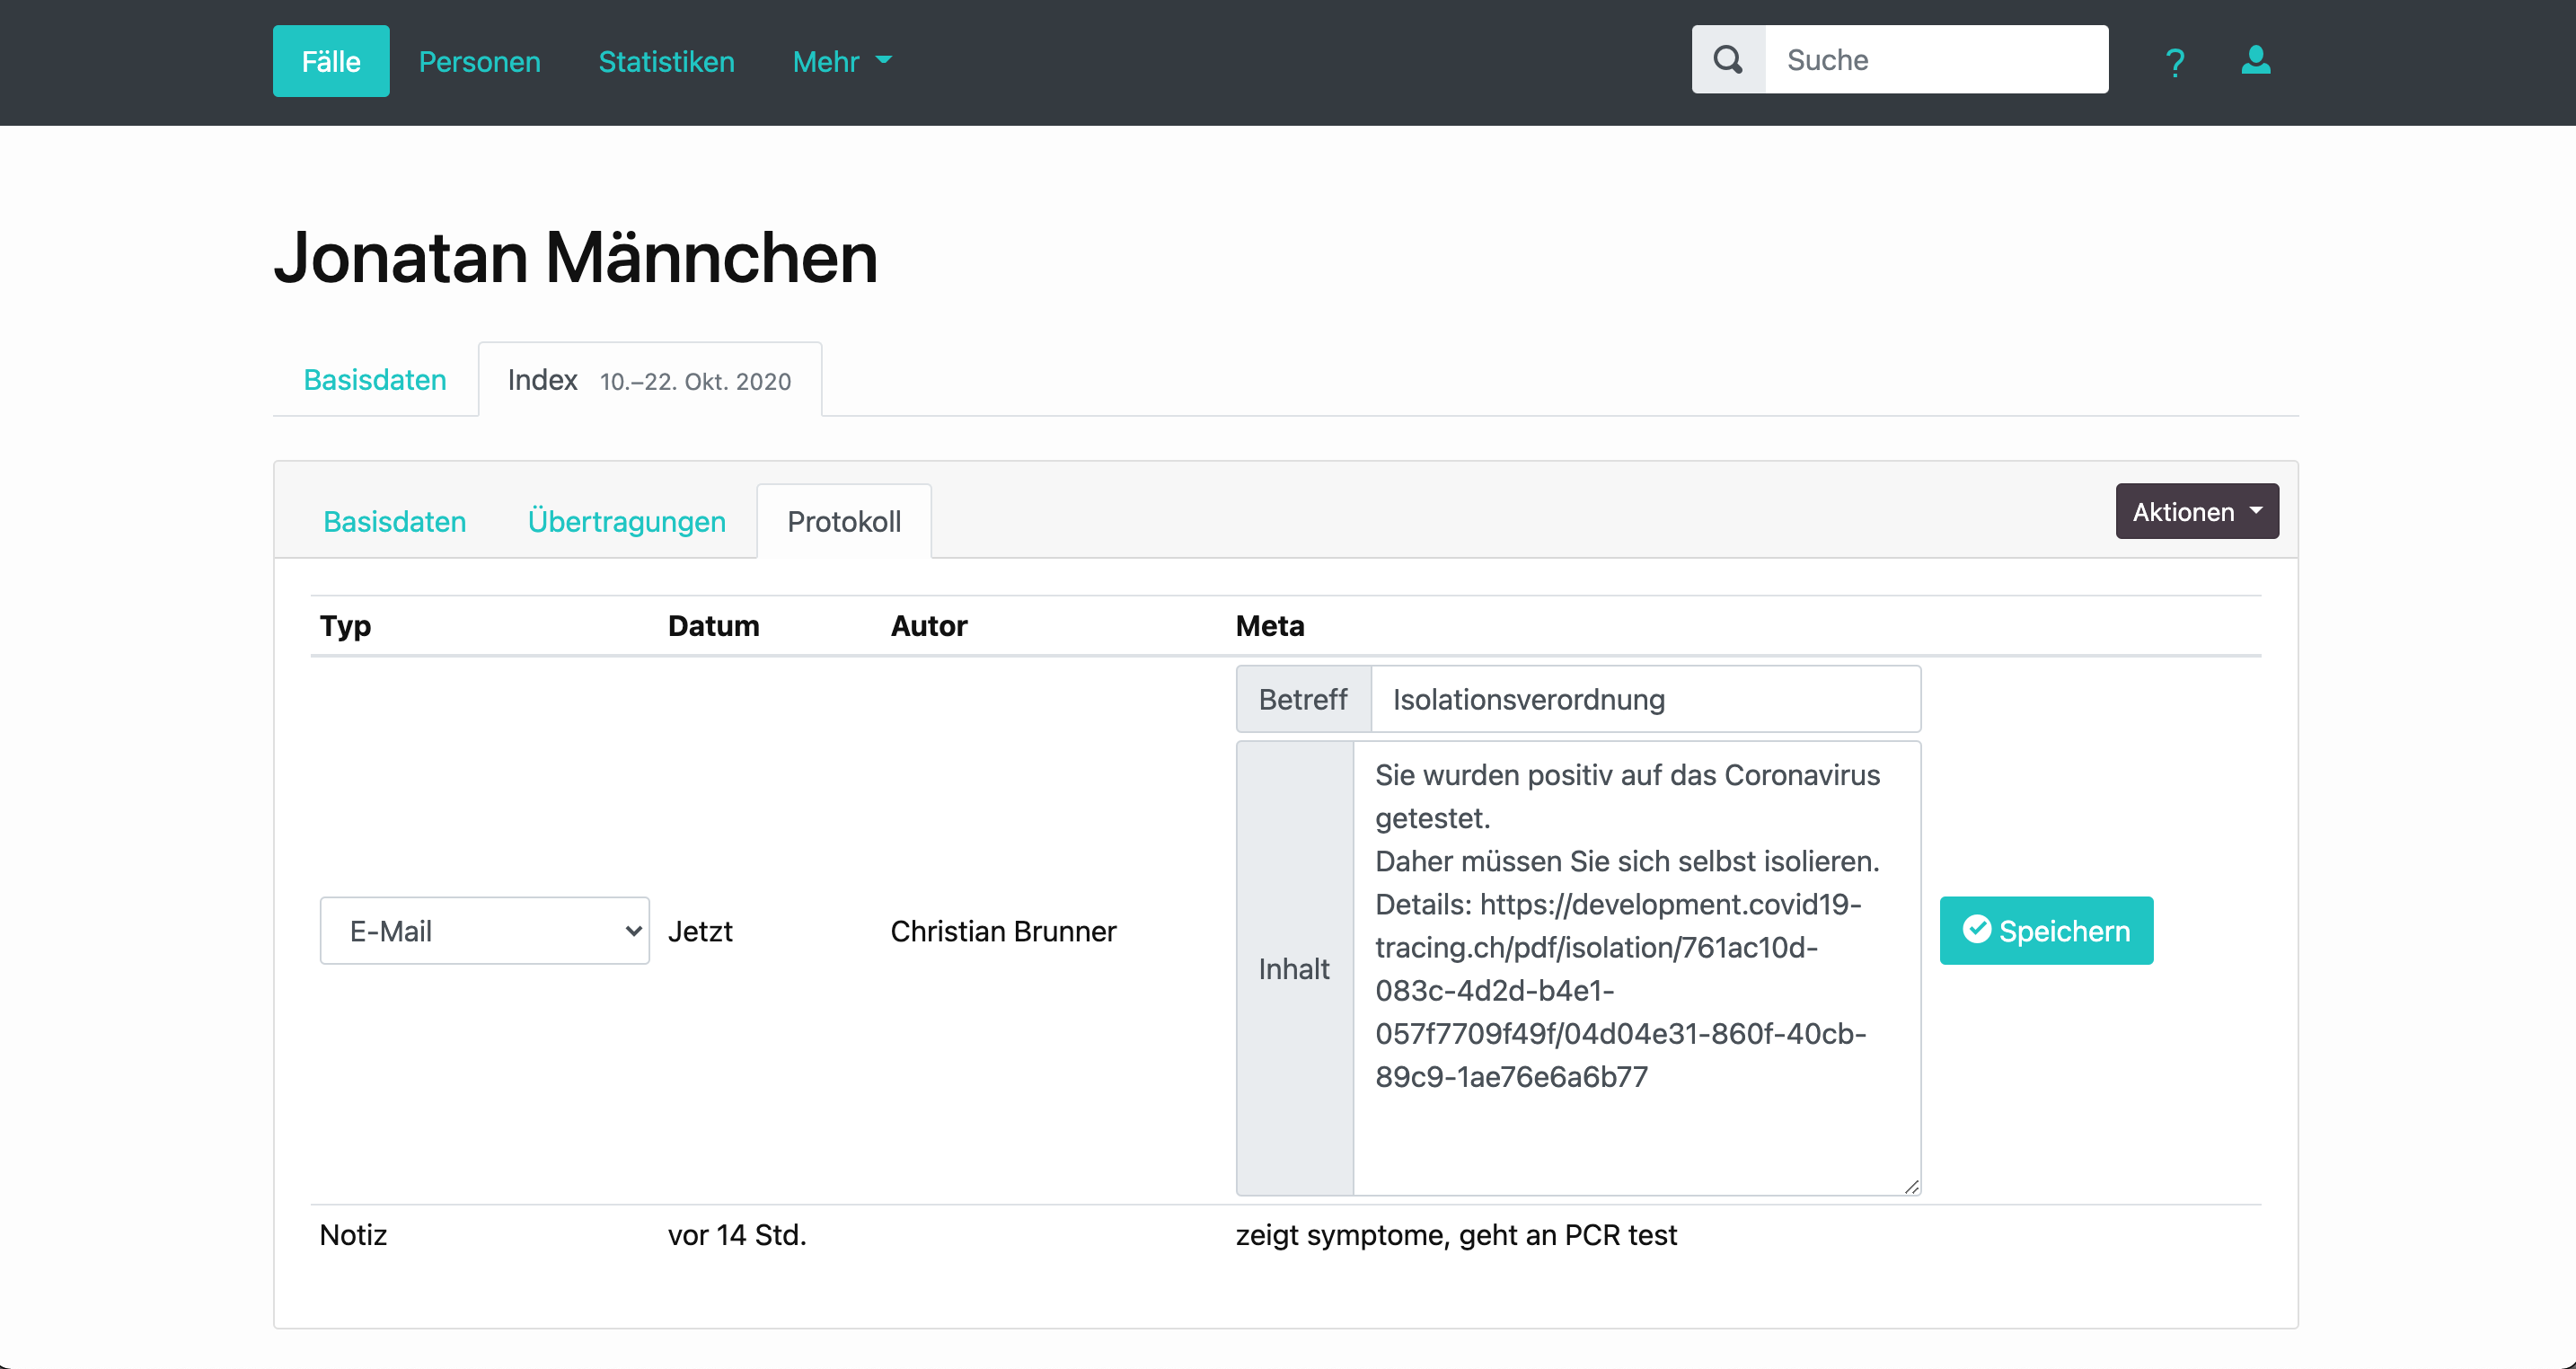 Fälle Personen Statistiken Mehr Suche ?
Jonatan Männchen
Basisdaten Index 10.–22. Okt. 2020
Basisdaten Übertragungen Protokoll Aktionen
Typ Datum Autor Meta
Betreff Isolationsverordnung
E-Mail Jetzt Christian Brunner
Inhalt
Sie wurden positiv auf das Coronavirus
getestet.
Daher müssen Sie sich selbst isolieren.
Details: https://development.covid19-
tracing.ch/pdf/isolation/761ac10d-
083c-4d2d-b4e1-
057f7709f49f/04d04e31-860f-40cb-
89c9-1ae76e6a6b77
Speichern
Notiz vor 14 Std. zeigt symptome, geht an PCR test